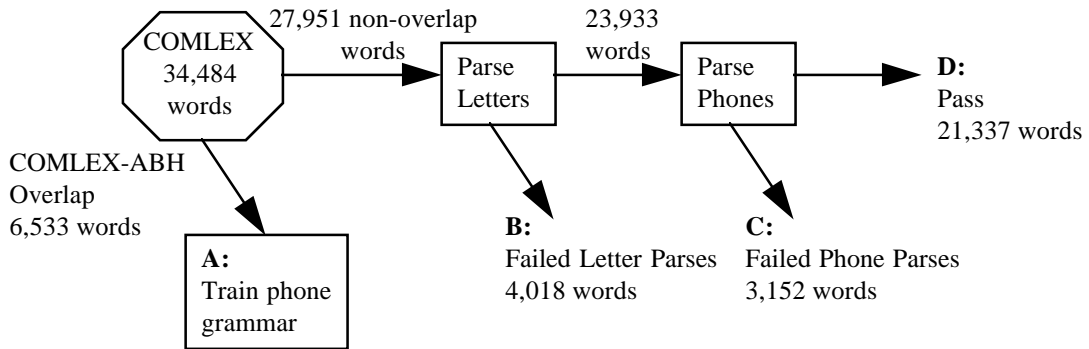 COMLEX
34,484
words
27,951 non-overlap
words
Parse
Letters
23,933
words
Parse
Phones
D:
Pass
21,337 words
COMLEX-ABH
Overlap
6,533 words
A:
Train phone
grammar
B:
Failed Letter Parses
4,018 words
C:
Failed Phone Parses
3,152 words